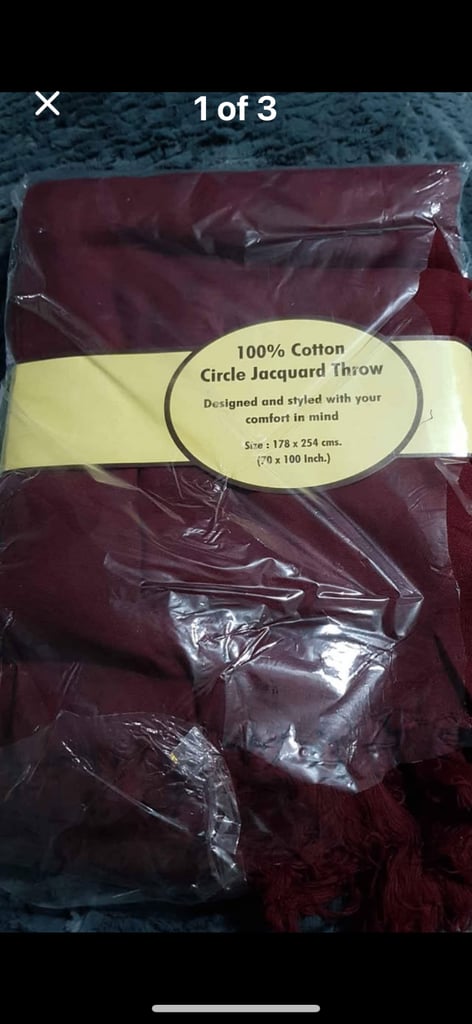 1 of 3
100% Cotton
Circle Jacquard Throw
Designed and styled with your
comfort in mind
Size : 178 x 254 cms.
(70 x 100 Inch.)